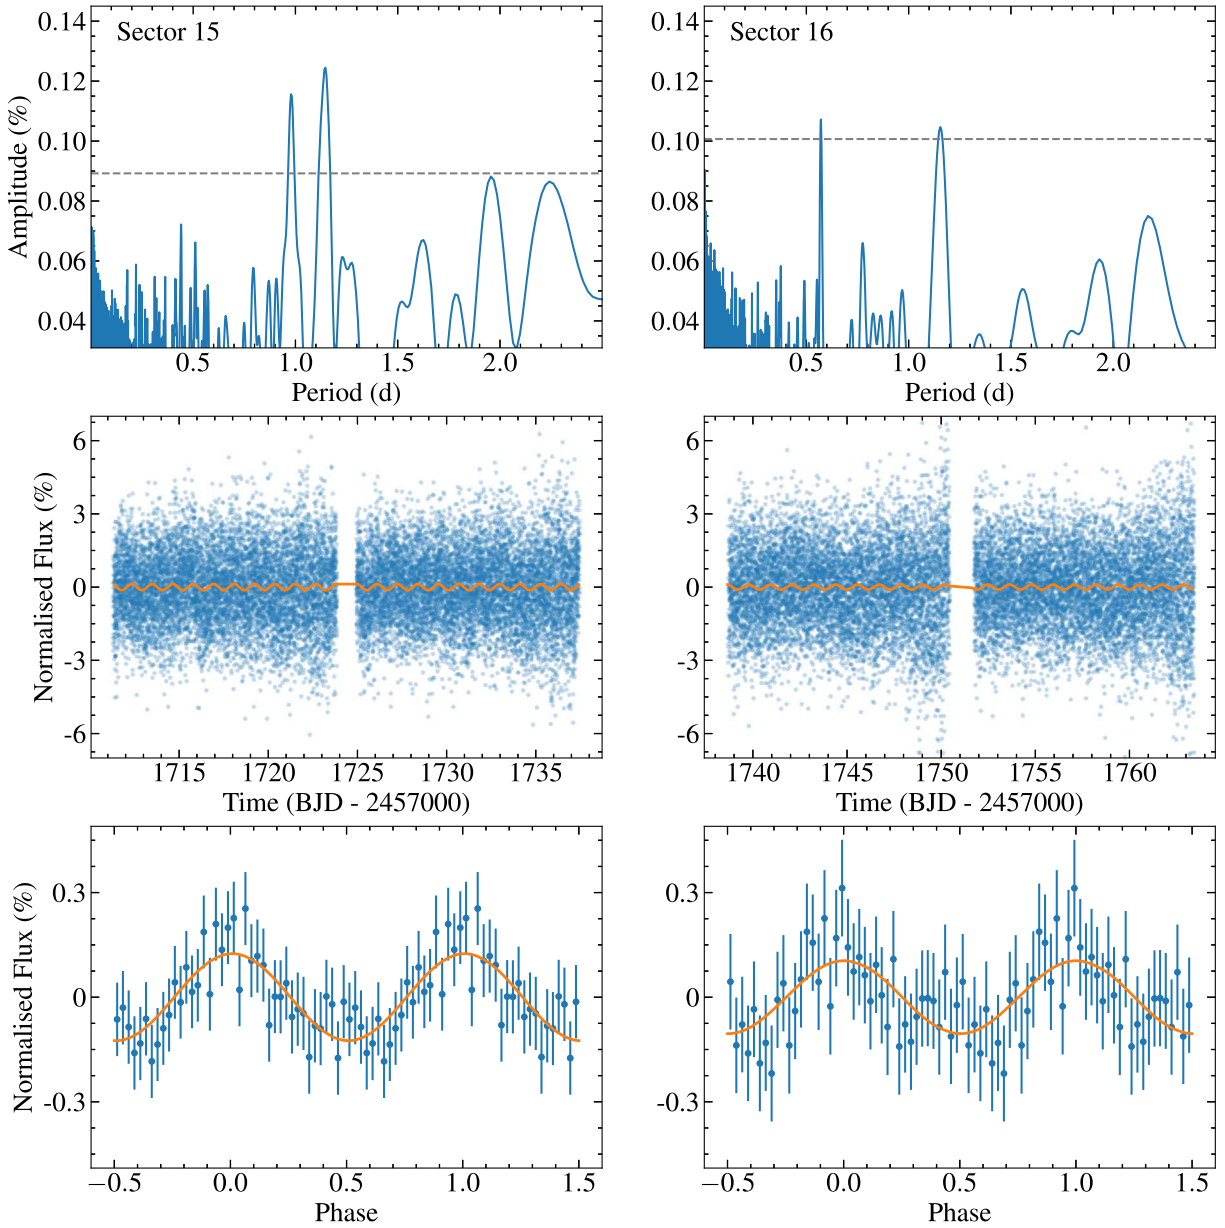 Sector 15
Amplitude (%)
0.14
0.12
0.10
0.08
0.06
0.04
0.5 1.0 1.5 2.0
Period (d)
Sector 16
0.14
0.12
0.10
0.08
0.06
0.04
0.5 1.0 1.5 2.0
Period (d)
Normalised Flux (%)
6
3
0
-3
-6
1715 1720 1725 1730 1735
Time (BJD - 2457000)
6
3
0
-3
-6
1740 1745 1750 1755 1760
Time (BJD - 2457000)
Normalised Flux (%)
0.3
0
-0.3
−0.5 0.0 0.5 1.0 1.5
Phase
0.3
0
-0.3
−0.5 0.0 0.5 1.0 1.5
Phase